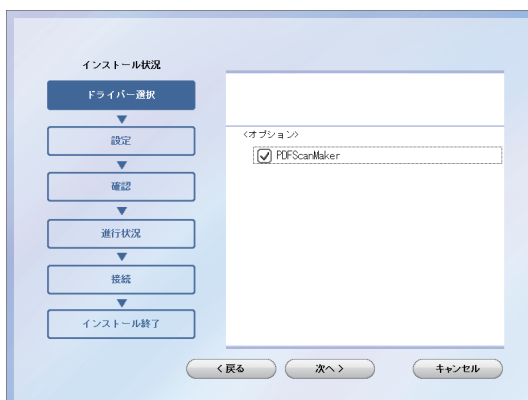 インストール状況
ドライバー選択
設定
確認
進行状況
接続
インストール終了
<オプション>
PDFScanMaker
< 戻る
次へ >
キャンセル